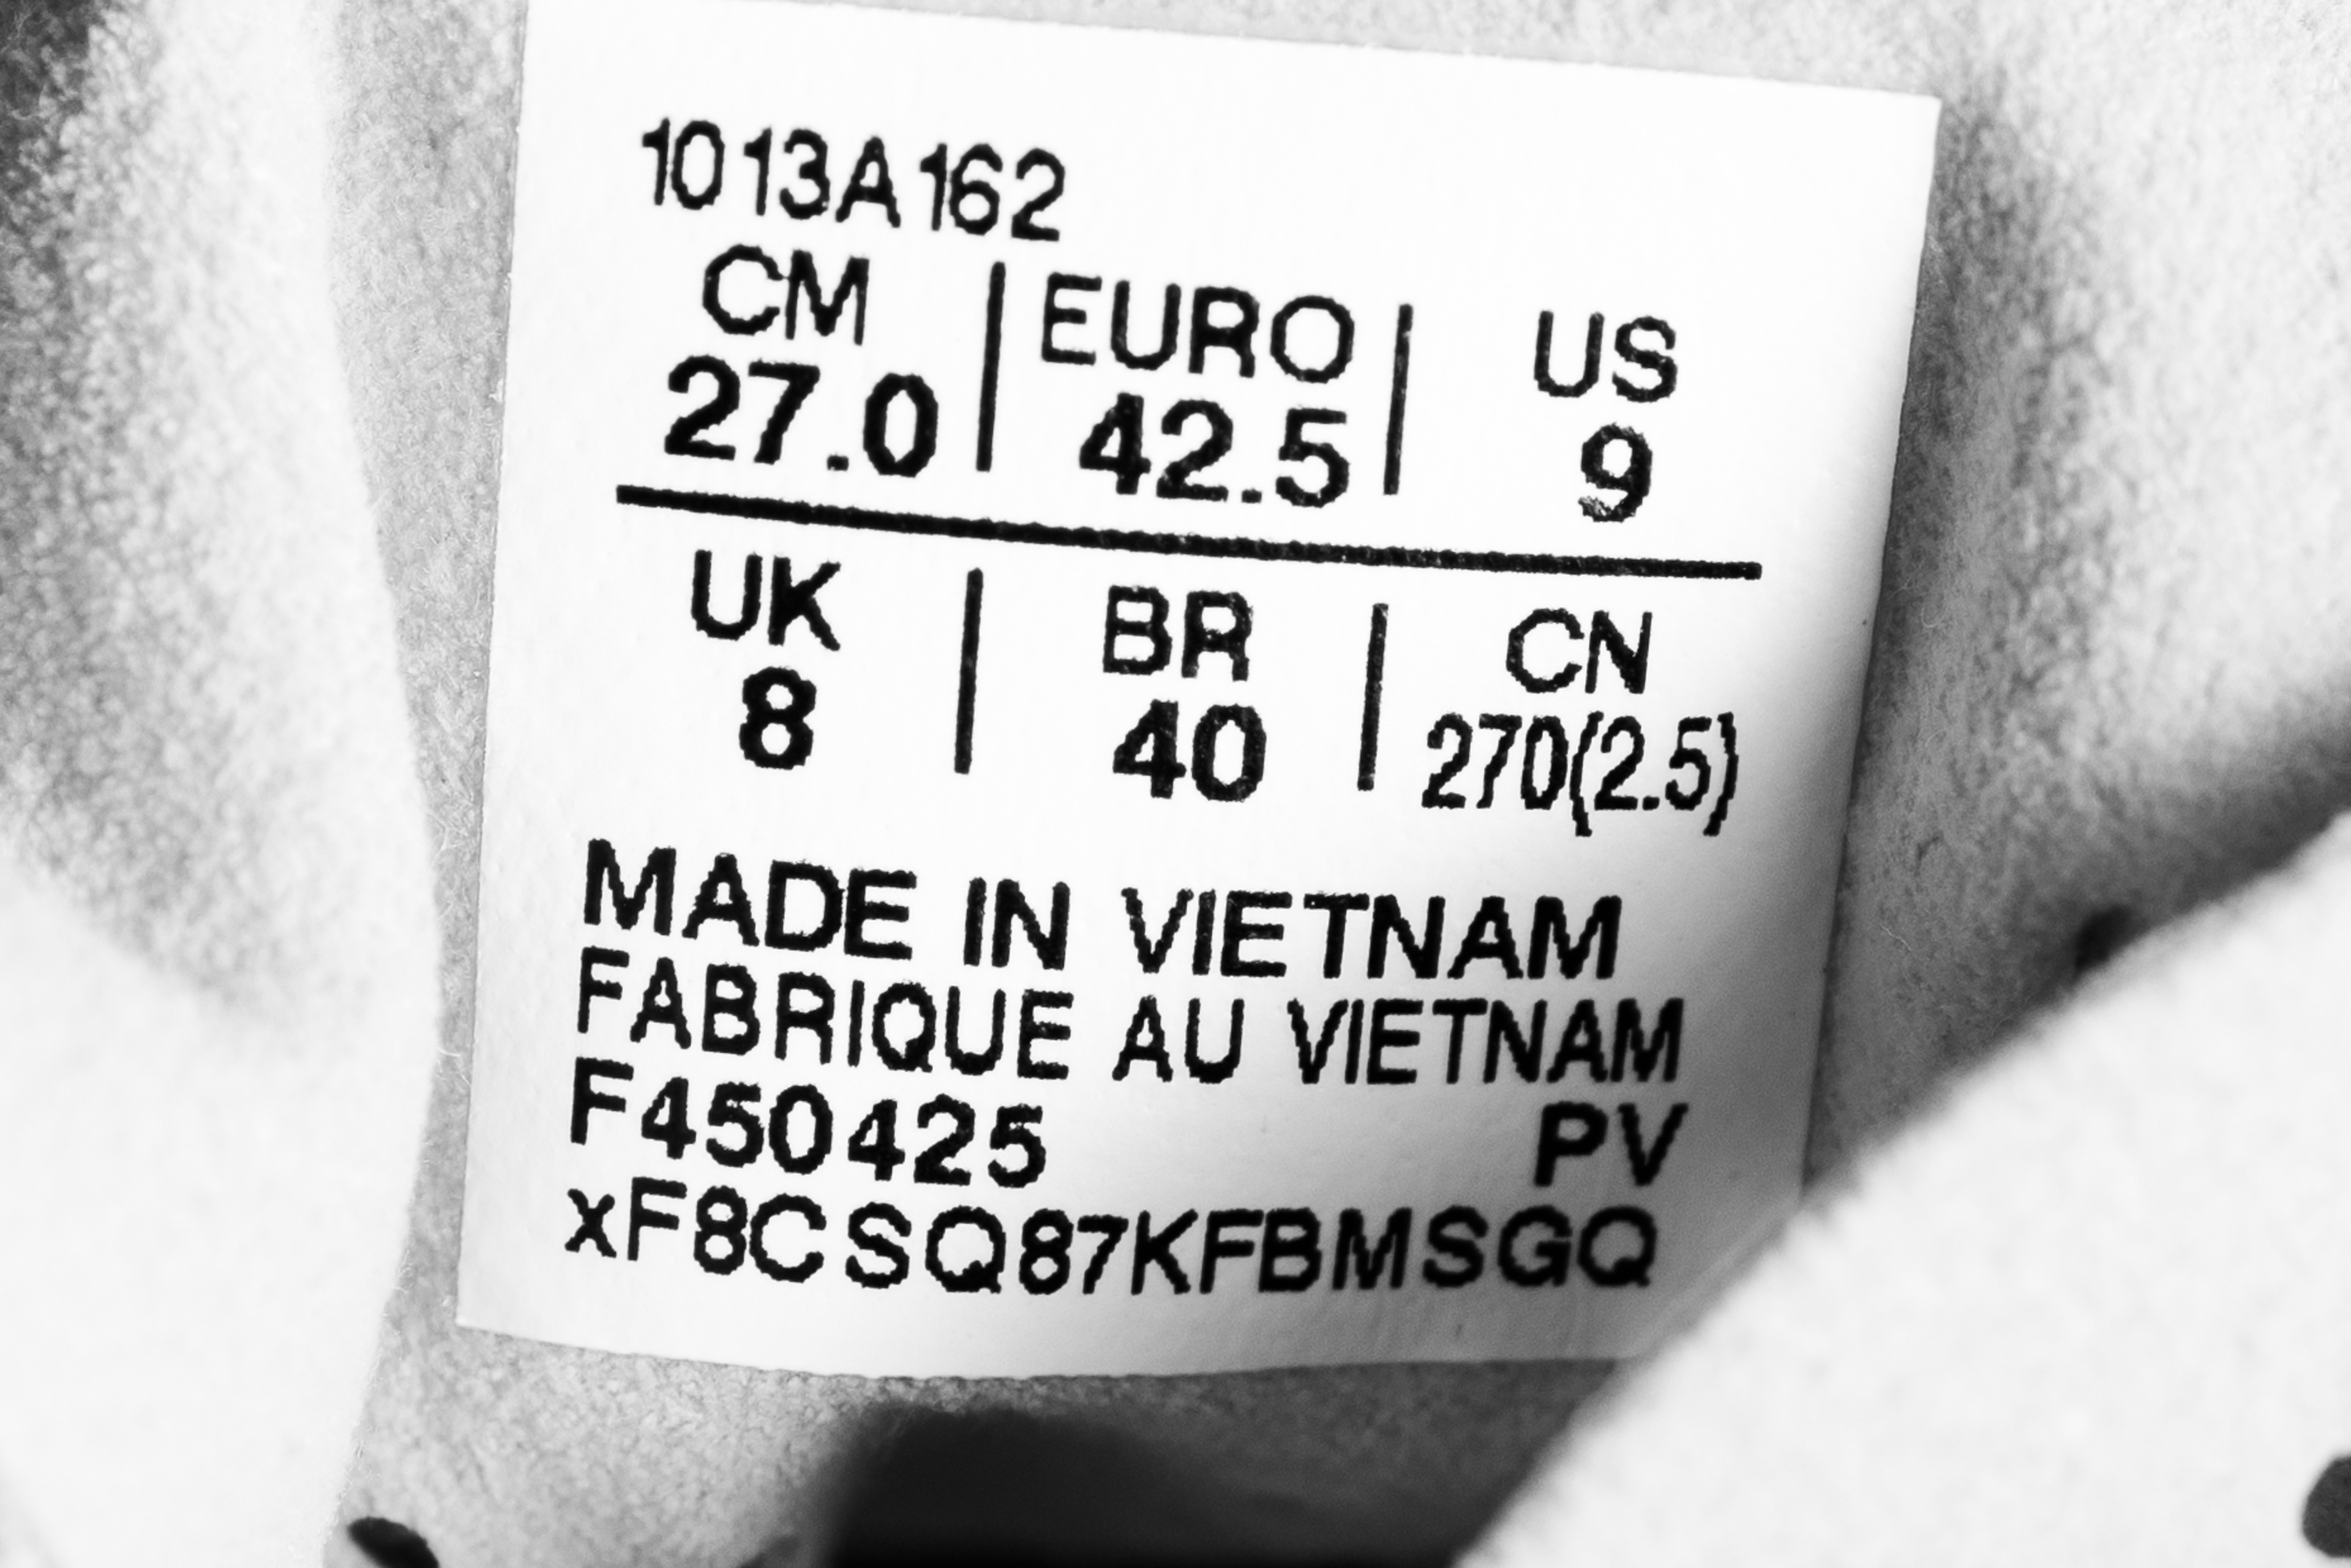 1013A162
CM | EURO | US
27.0 | 42.5 | 9
UK | BR | CN
8 | 40 | 270(2.5)
MADE IN VIETNAM
FABRIQUE AU VIETNAM
F450425 PV
xF8CSQ87KFBMSGQ